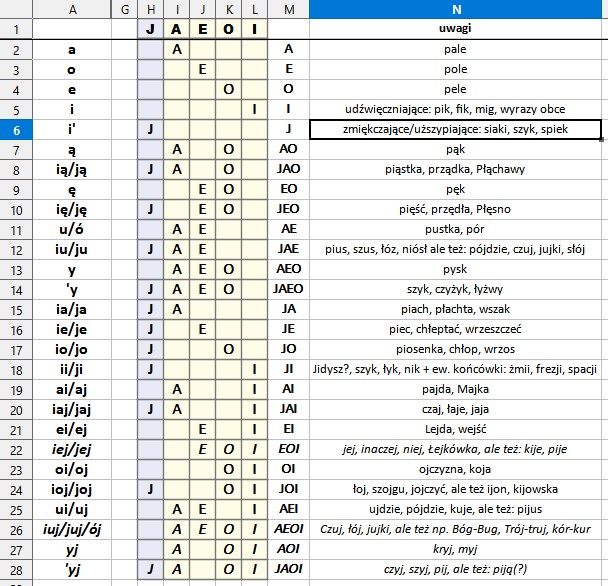 A G H I J K L M N
1 J A E O I uwagi
2 a A A pale
3 o E E pole
4 e O O pele
5 i I I udźwięczniające: pik, fik, mig, wyrazy obce
6 i' J J zmiękczające/uszypiające: siaki, szyk, spiek
7 ą A O AO pąk
8 ią/ją J A O JAO piąstka, prządka, Płąchawy
9 ę E O EO pęk
10 ię/ję J E O JEO pięść, przędła, Płęsno
11 u/ó A E AE pustka, pór
12 iu/ju J A E JAE pius, szus, łóz, niósł ale też: pójdzie, czuj, jujki, słój
13 y A E O AEO pysk
14 'y J A E O JAEO szyk, czyżyk, łyżwy
15 ia/ja J A JA piach, płachta, wszak
16 ie/je J E JE piec, chłeptać, wrzeszczeć
17 io/jo J O JO piosenka, chłop, wrzos
18 ii/ji J I JI Jidysz?, szyk, łyk, nik + ew. końcówki: żmii, frezji, spacji
19 ai/aj A I AI pajda, Majka
20 iaj/jaj J A I JAI czaj, łaje, jaja
21 ei/ej E I EI Lejda, wejść
22 iej/jej E O I EOI jej, inaczej, niej, Łejkówka, ale też: kije, pije
23 oi/oj O I OI ojczyzna, koja
24 ioj/joj J O I JOI łoj, szojgu, jojczyć, ale też ijon, kijowska
25 ui/uj A E I AEI ujdzie, pójdzie, kuje, ale też: pijus
26 iuj/juj/ój A E O I AEOI Czuj, łój, jujki, ale też np. Bóg-Bug, Trój-truj, kór-kur
27 yj A O I AOI kryj, myj
28 'yj J A O I JAOI czyj, szyj, pij, ale też: piją(?)